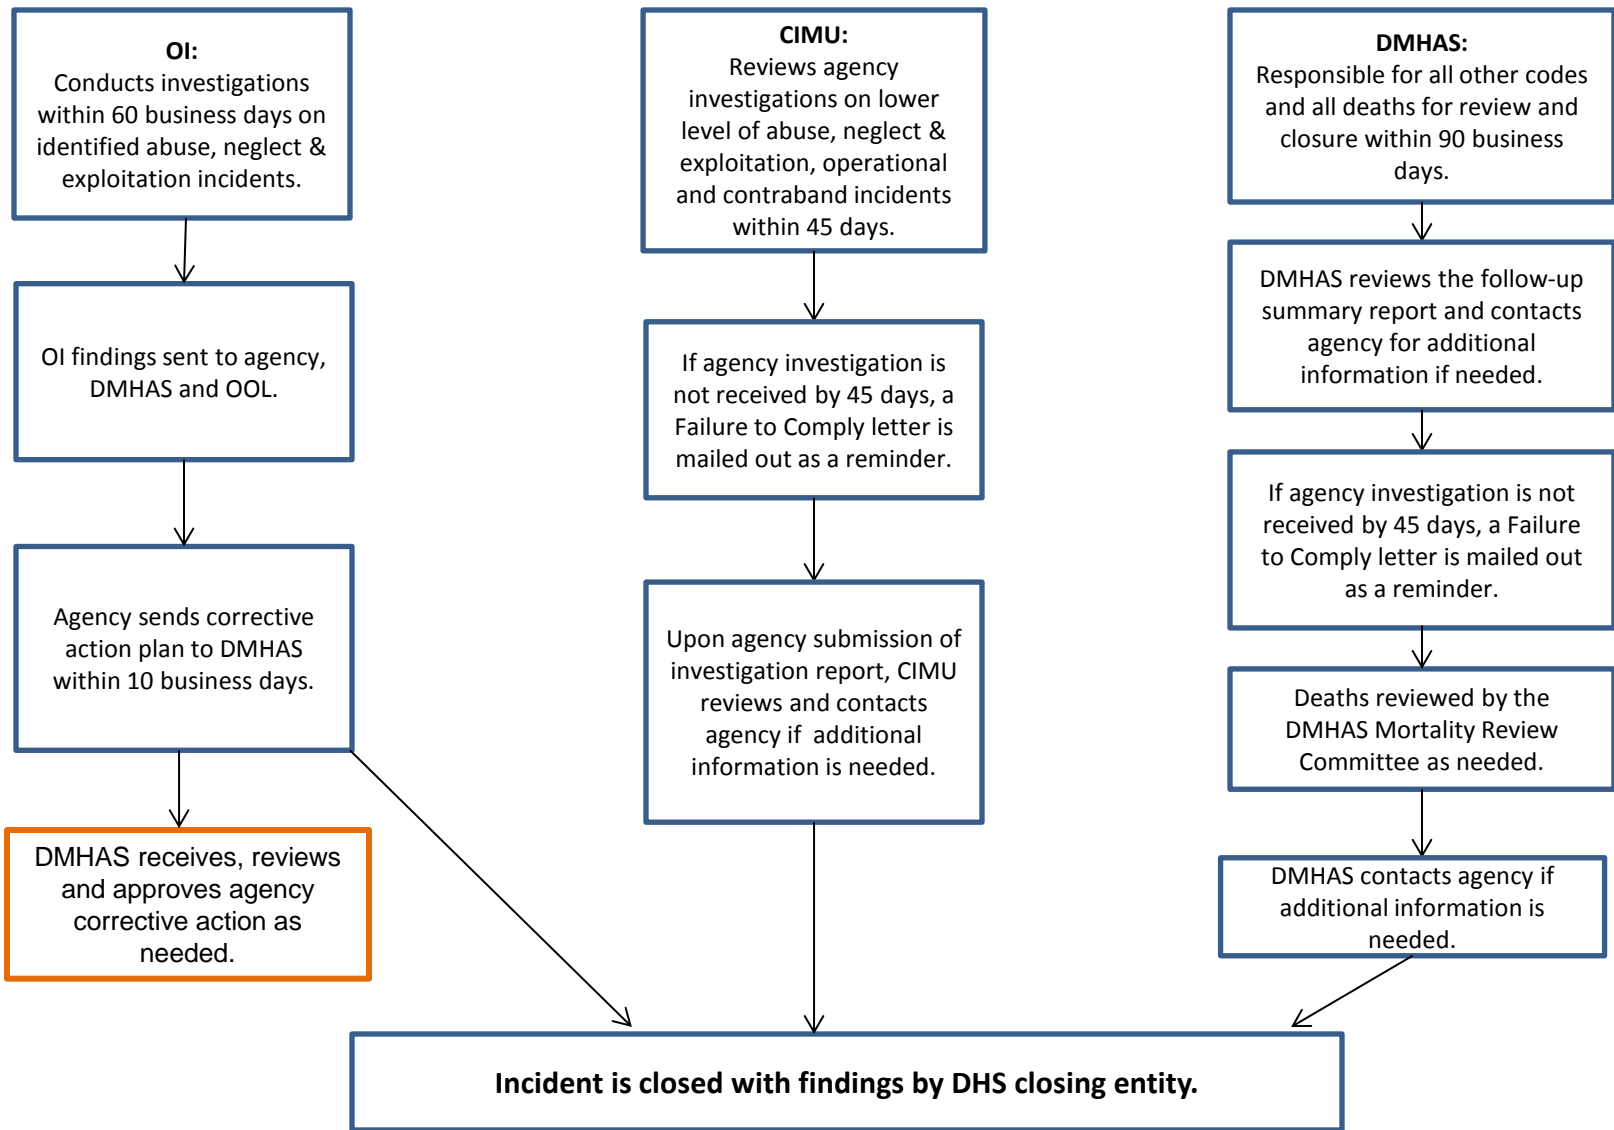 OI:
Conducts investigations
within 60 business days on
identified abuse, neglect &
exploitation incidents.
OI findings sent to agency,
DMHAS and OOL.
Agency sends corrective
action plan to DMHAS
within 10 business days.
DMHAS receives, reviews
and approves agency
corrective action as
needed.
CIMU:
Reviews agency
investigations on lower
level of abuse, neglect &
exploitation, operational
and contraband incidents
within 45 days.
If agency investigation is
not received by 45 days, a
Failure to Comply letter is
mailed out as a reminder.
Upon agency submission of
investigation report, CIMU
reviews and contacts
agency if additional
information is needed.
DMHAS:
Responsible for all other codes
and all deaths for review and
closure within 90 business
days.
DMHAS reviews the follow-up
summary report and contacts
agency for additional
information if needed.
If agency investigation is not
received by 45 days, a Failure
to Comply letter is mailed out
as a reminder.
Deaths reviewed by the
DMHAS Mortality Review
Committee as needed.
DMHAS contacts agency if
additional information is
needed.
Incident is closed with findings by DHS closing entity.